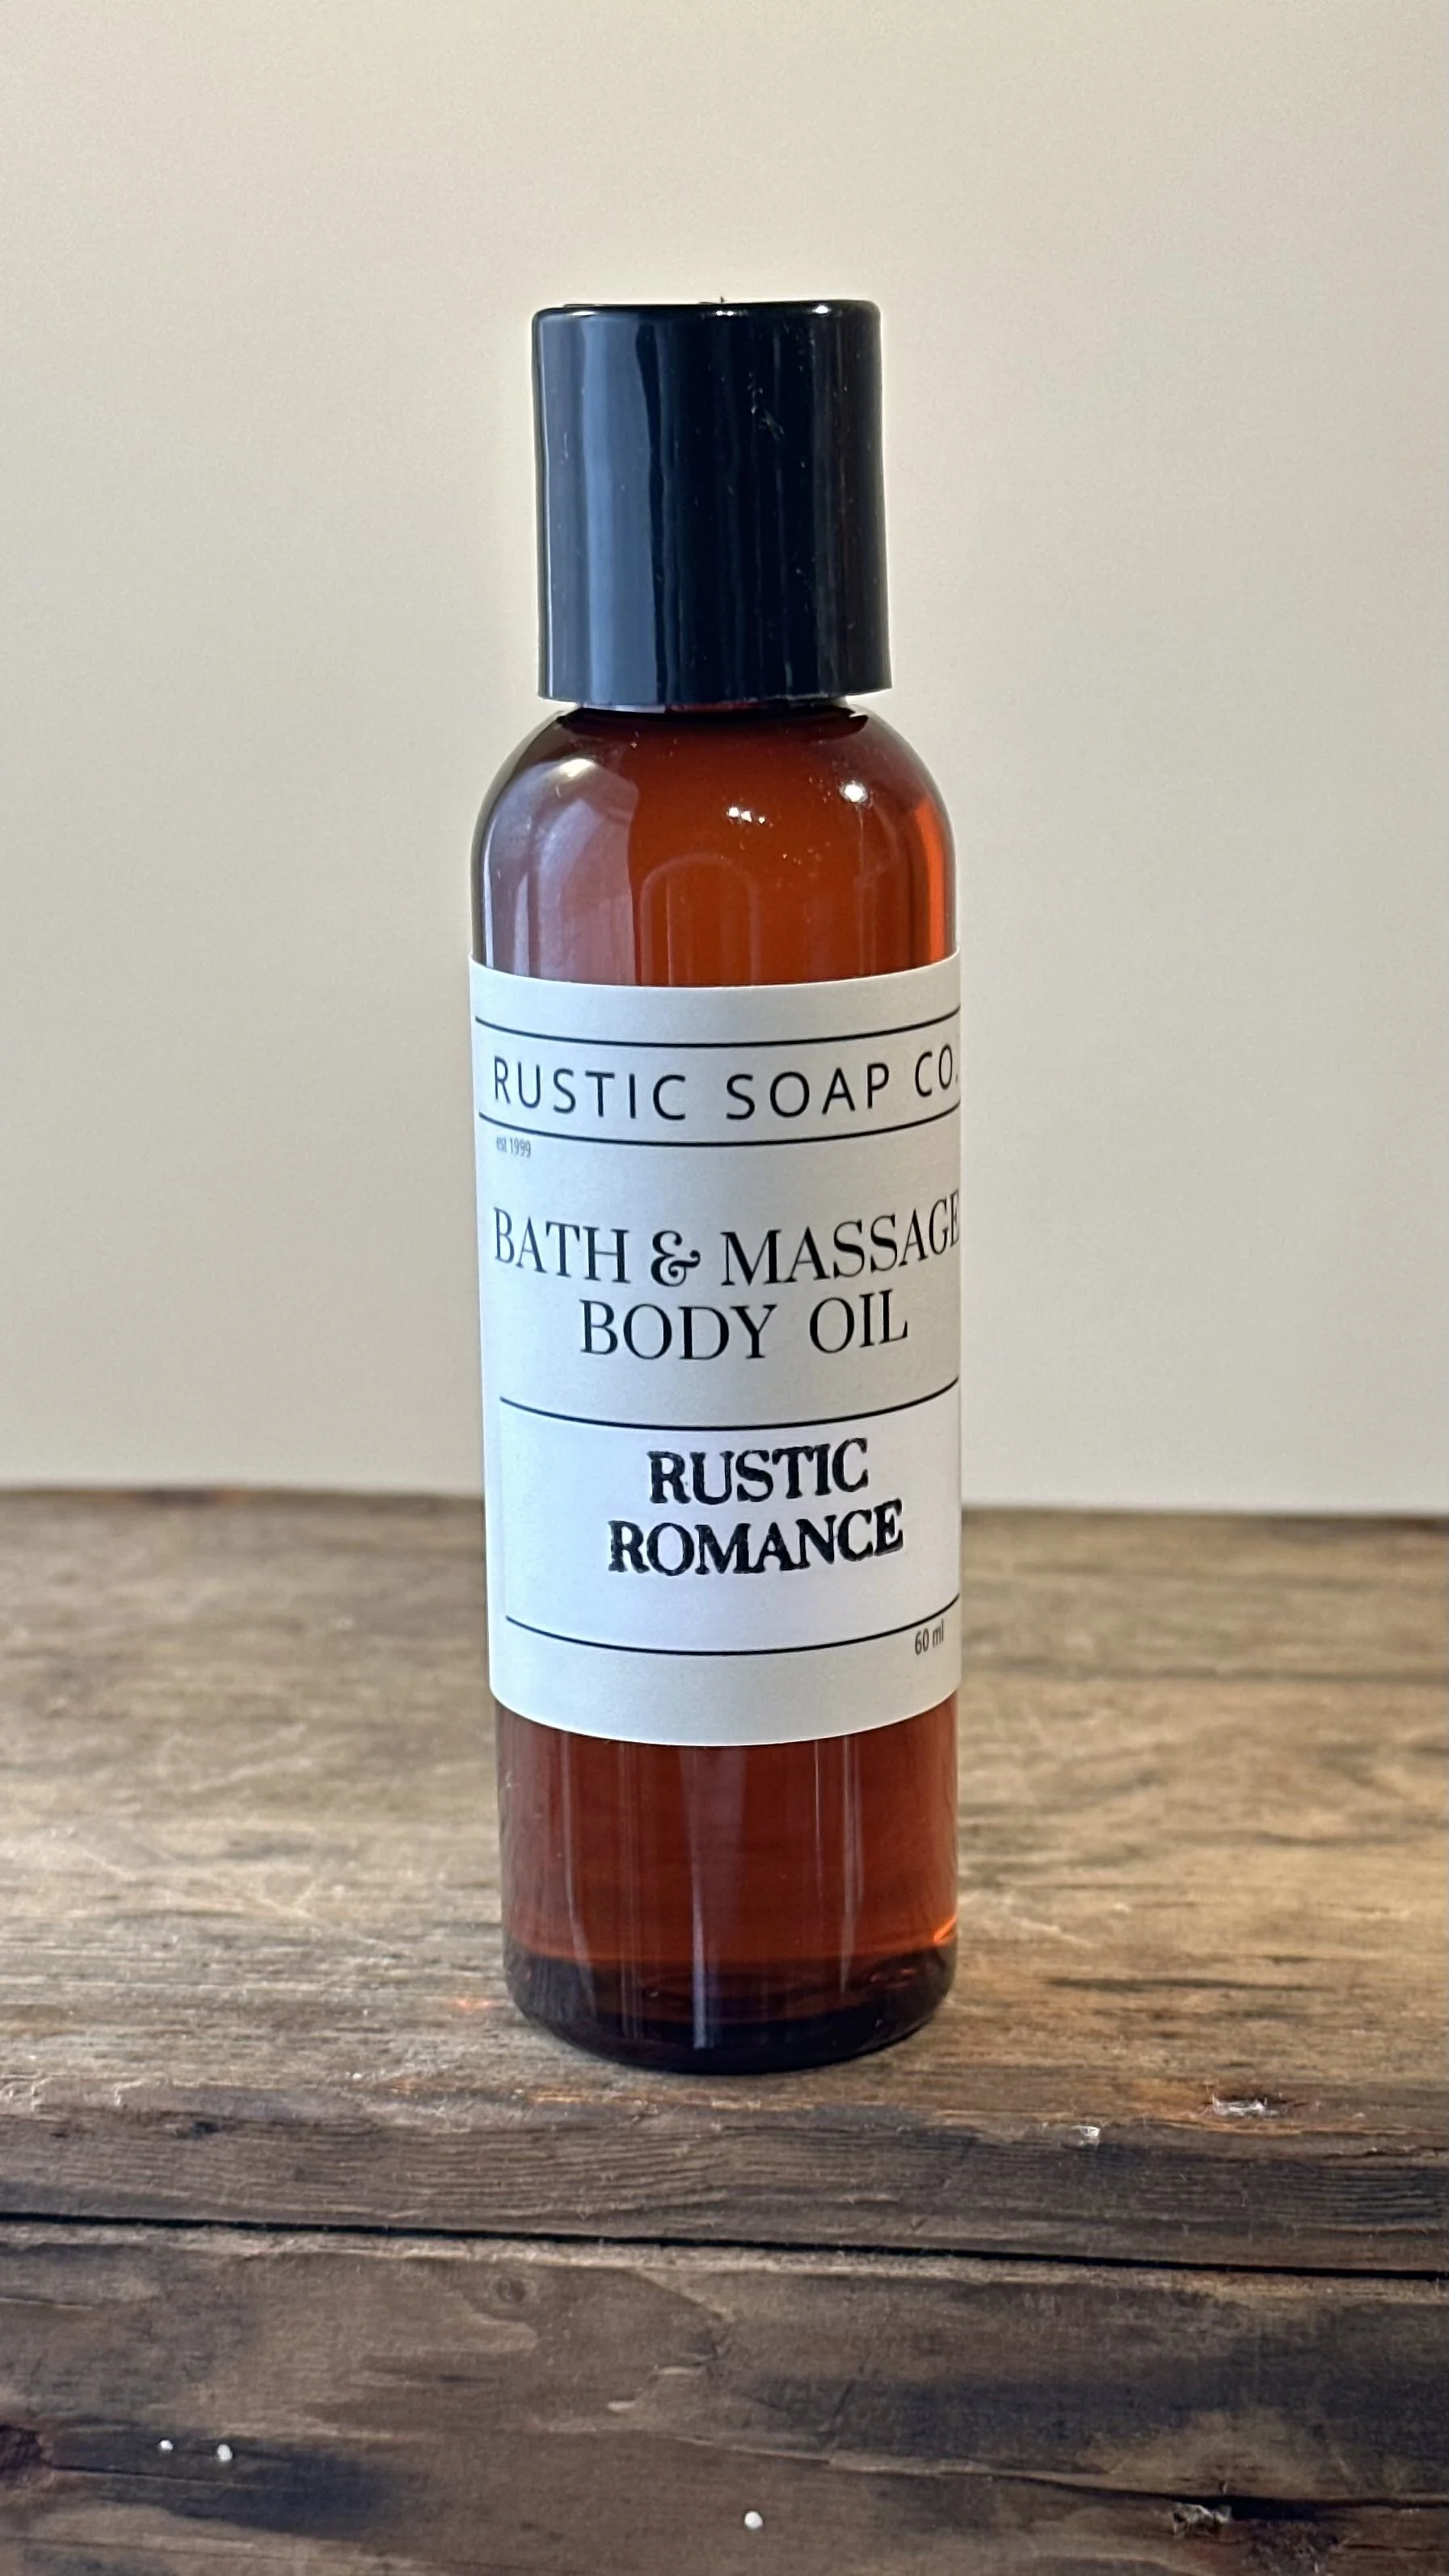 RUSTIC SOAP CO.
est 1999
BATH & MASSAGE
BODY OIL
RUSTIC
ROMANCE
60 ml